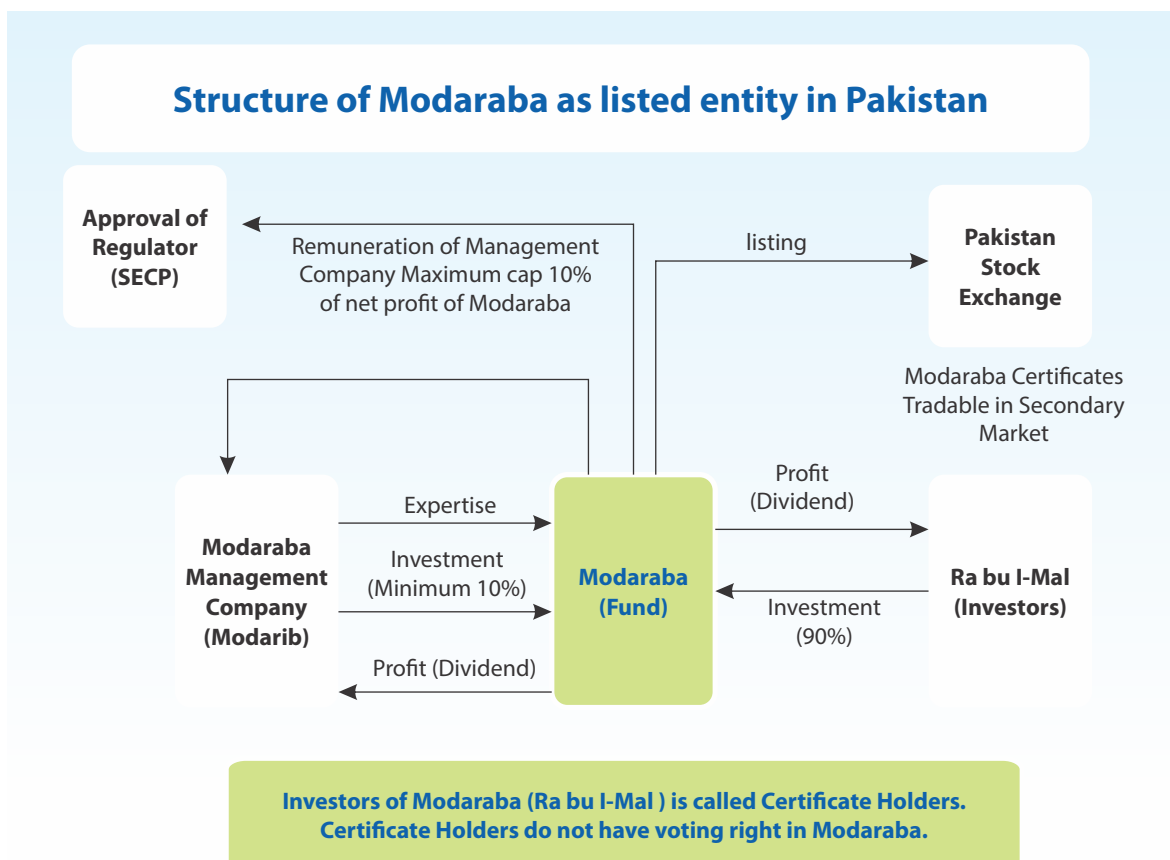 Structure of Modaraba as listed entity in Pakistan
Approval of
Regulator
(SECP)
Remuneration of Management
Company Maximum cap 10%
of net profit of Modaraba
listing
Pakistan
Stock
Exchange
Modaraba Certificates
Tradable in Secondary
Market
Modaraba
Management
Company
(Modarib)
Expertise
Investment
(Minimum 10%)
Profit (Dividend)
Modaraba
(Fund)
Profit
(Dividend)
Investment
(90%)
Ra bu I-Mal
(Investors)
Investors of Modaraba (Ra bu I-Mal ) is called Certificate Holders.
Certificate Holders do not have voting right in Modaraba.